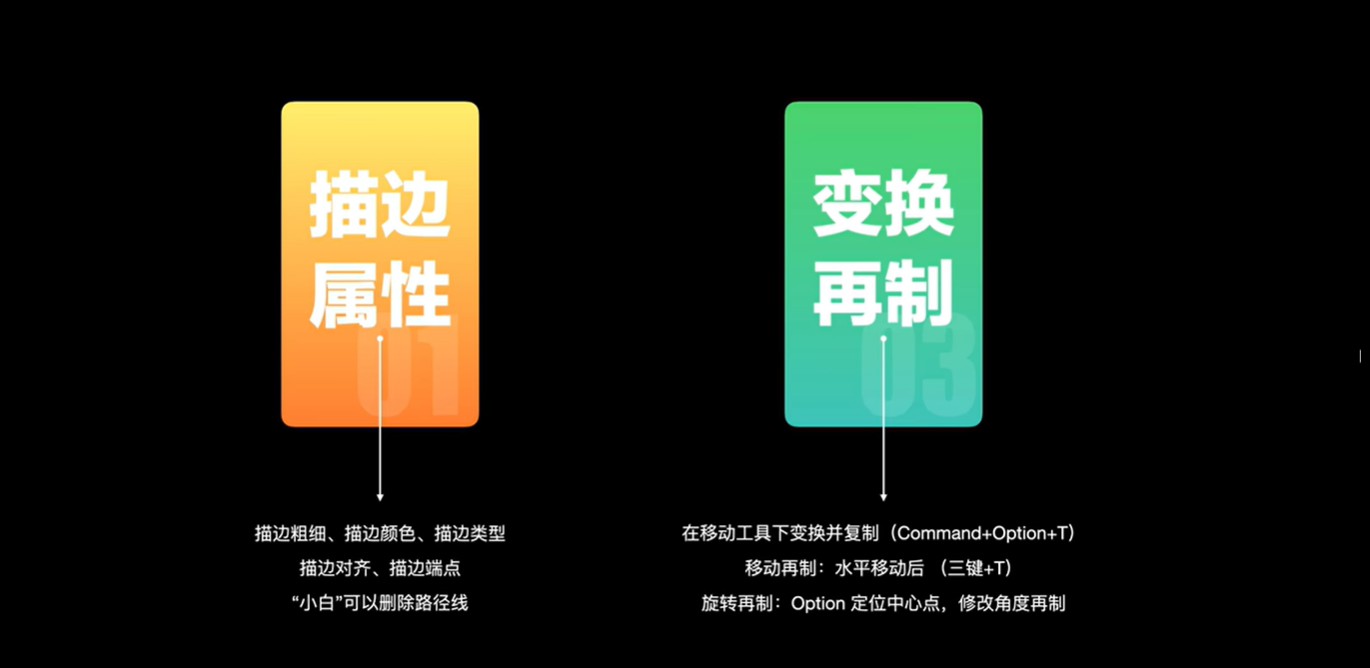 描边
属性
01
描边粗细、描边颜色、描边类型
描边对齐、描边端点
“小白”可以删除路径线
变换
再制
03
在移动工具下变换并复制（Command+Option+T）
移动再制：水平移动后 （三键+T）
旋转再制：Option 定位中心点，修改角度再制